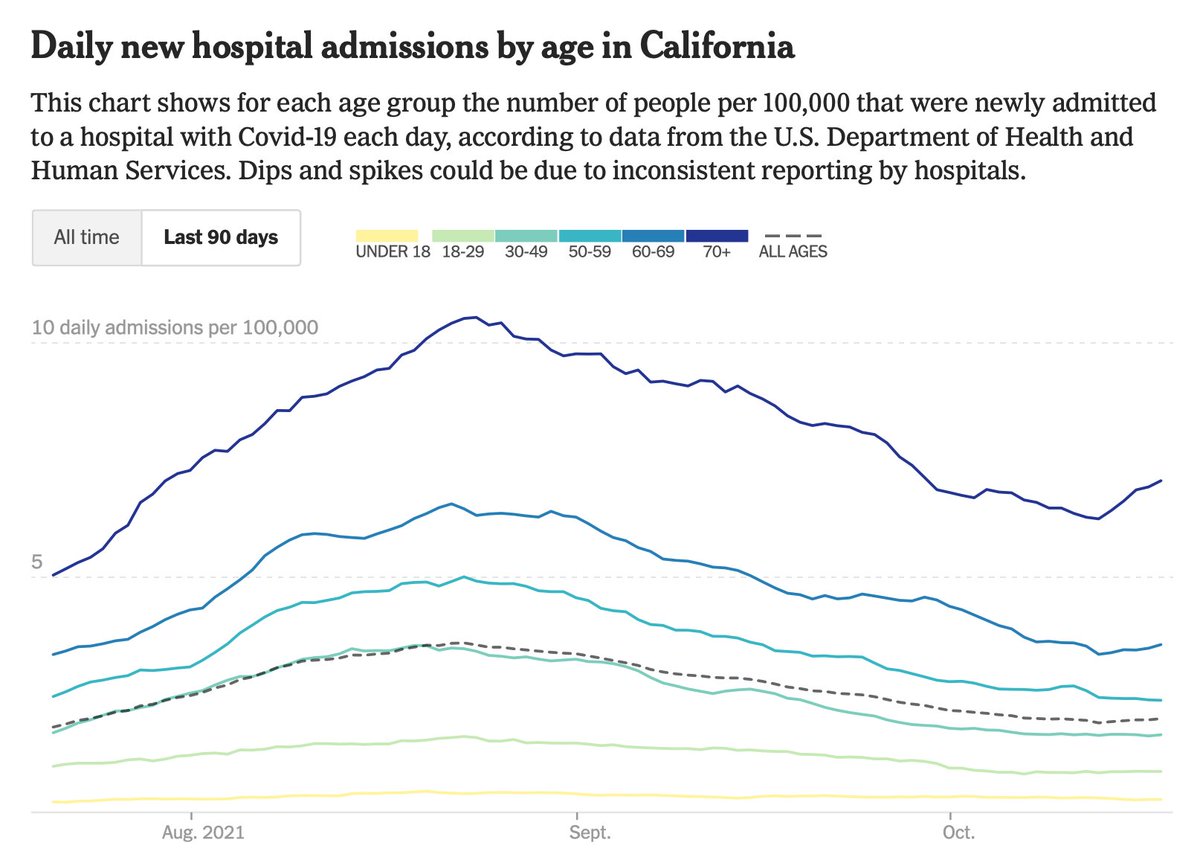 Daily new hospital admissions by age in California
This chart shows for each age group the number of people per 100,000 that were newly admitted
to a hospital with Covid-19 each day, according to data from the U.S. Department of Health and
Human Services. Dips and spikes could be due to inconsistent reporting by hospitals.
All time Last 90 days
UNDER 18 18-29 30-49 50-59 60-69 70+ ALL AGES
10 daily admissions per 100,000
5
Aug. 2021 Sept. Oct.